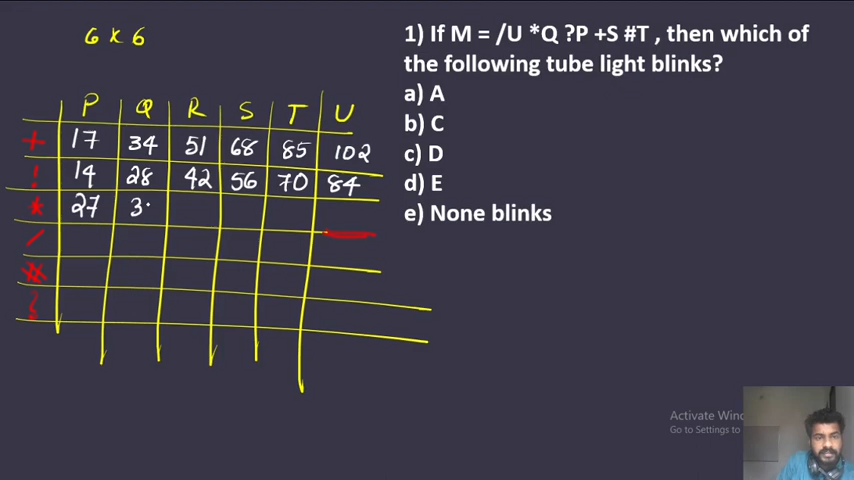 6 x 6
P Q R S T U
+ 17 34 51 68 85 102
! 14 28 42 56 70 84
* 27 3
/
#
?
1) If M = /U *Q ?P +S #T , then which of
the following tube light blinks?
a) A
b) C
c) D
d) E
e) None blinks
Activate Wind
Go to Settings to